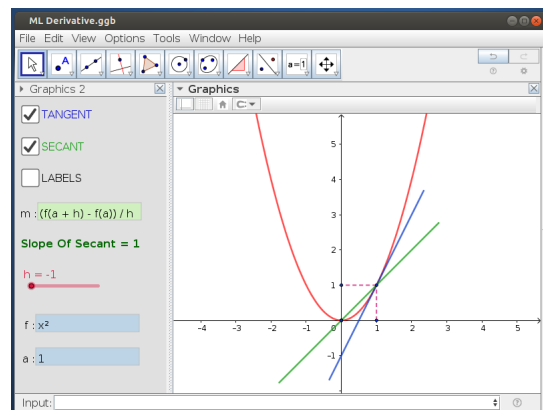 ML Derivative.ggb
File Edit View Options Tools Window Help
A
a=1
Graphics 2
Graphics
TANGENT
SECANT
LABELS
m : (f(a + h) - f(a)) / h
Slope Of Secant = 1
h = -1
f : x²
a : 1
5
4
3
2
1
-4 -3 -2 -1 0 1 2 3 4 5
-1
Input: